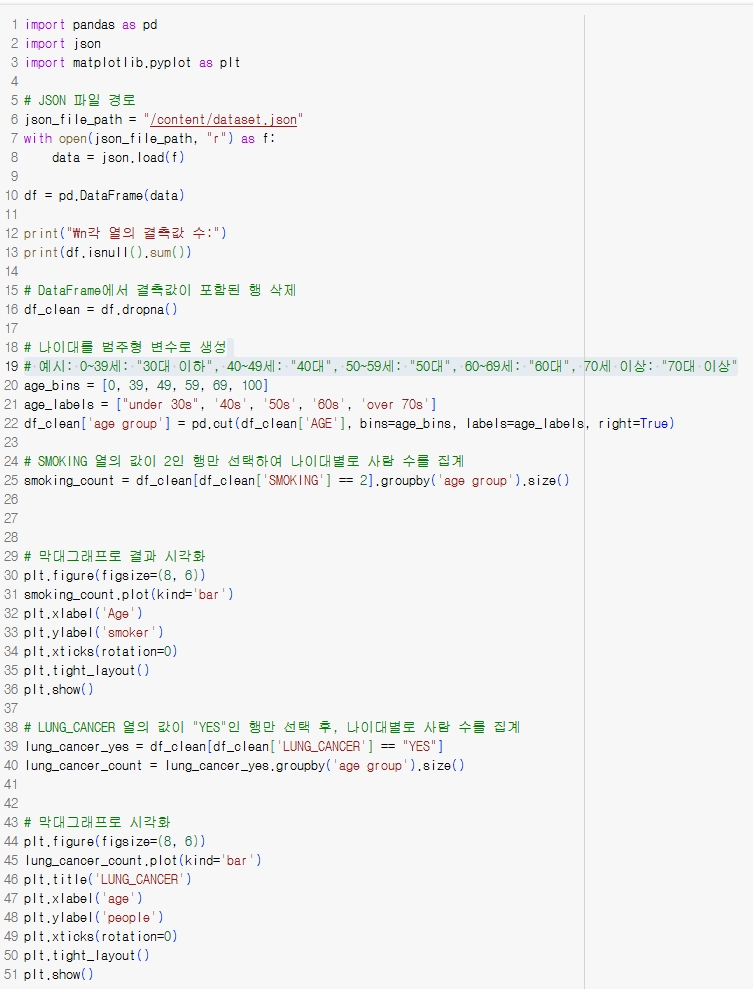 1 import pandas as pd
2 import json
3 import matplotlib.pyplot as plt
4
5 # JSON 파일 경로
6 json_file_path = "/content/dataset.json"
7 with open(json_file_path, "r") as f:
8     data = json.load(f)
9
10 df = pd.DataFrame(data)
11
12 print("₩n각 열의 결측값 수:")
13 print(df.isnull().sum())
14
15 # DataFrame에서 결측값이 포함된 행 삭제
16 df_clean = df.dropna()
17
18 # 나이대를 범주형 변수로 생성
19 # 예시: 0~39세: "30대 이하", 40~49세: "40대", 50~59세: "50대", 60~69세: "60대", 70세 이상: "70대 이상"
20 age_bins = [0, 39, 49, 59, 69, 100]
21 age_labels = ["under 30s", '40s', '50s', '60s', 'over 70s']
22 df_clean['age group'] = pd.cut(df_clean['AGE'], bins=age_bins, labels=age_labels, right=True)
23
24 # SMOKING 열의 값이 2인 행만 선택하여 나이대별로 사람 수를 집계
25 smoking_count = df_clean[df_clean['SMOKING'] == 2].groupby('age group').size()
26
27
28
29 # 막대그래프로 결과 시각화
30 plt.figure(figsize=(8, 6))
31 smoking_count.plot(kind='bar')
32 plt.xlabel('Age')
33 plt.ylabel('smoker')
34 plt.xticks(rotation=0)
35 plt.tight_layout()
36 plt.show()
37
38 # LUNG_CANCER 열의 값이 "YES"인 행만 선택 후, 나이대별로 사람 수를 집계
39 lung_cancer_yes = df_clean[df_clean['LUNG_CANCER'] == "YES"]
40 lung_cancer_count = lung_cancer_yes.groupby('age group').size()
41
42
43 # 막대그래프로 시각화
44 plt.figure(figsize=(8, 6))
45 lung_cancer_count.plot(kind='bar')
46 plt.title('LUNG_CANCER')
47 plt.xlabel('age')
48 plt.ylabel('people')
49 plt.xticks(rotation=0)
50 plt.tight_layout()
51 plt.show()